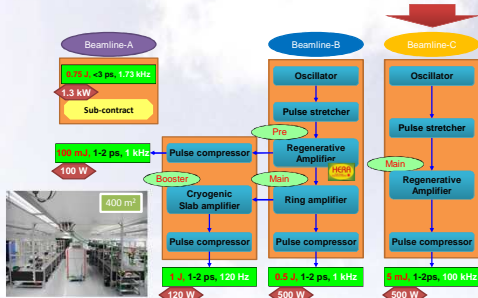 Beamline-A
Beamline-B
Beamline-C
0.75 J, <3 ps, 1.73 kHz
1.3 kW
Sub-contract
Oscillator
Pulse stretcher
Pre
Regenerative
Amplifier
HERA
Main
Ring amplifier
Pulse compressor
0.5 J, 1-2 ps, 1 kHz
500 W
Pulse compressor
100 mJ, 1-2 ps, 1 kHz
100 W
Booster
Cryogenic
Slab amplifier
Pulse compressor
1 J, 1-2 ps, 120 Hz
120 W
Oscillator
Pulse stretcher
Main
Regenerative
Amplifier
Pulse compressor
5 mJ, 1-2ps, 100 kHz
500 W
400 m²